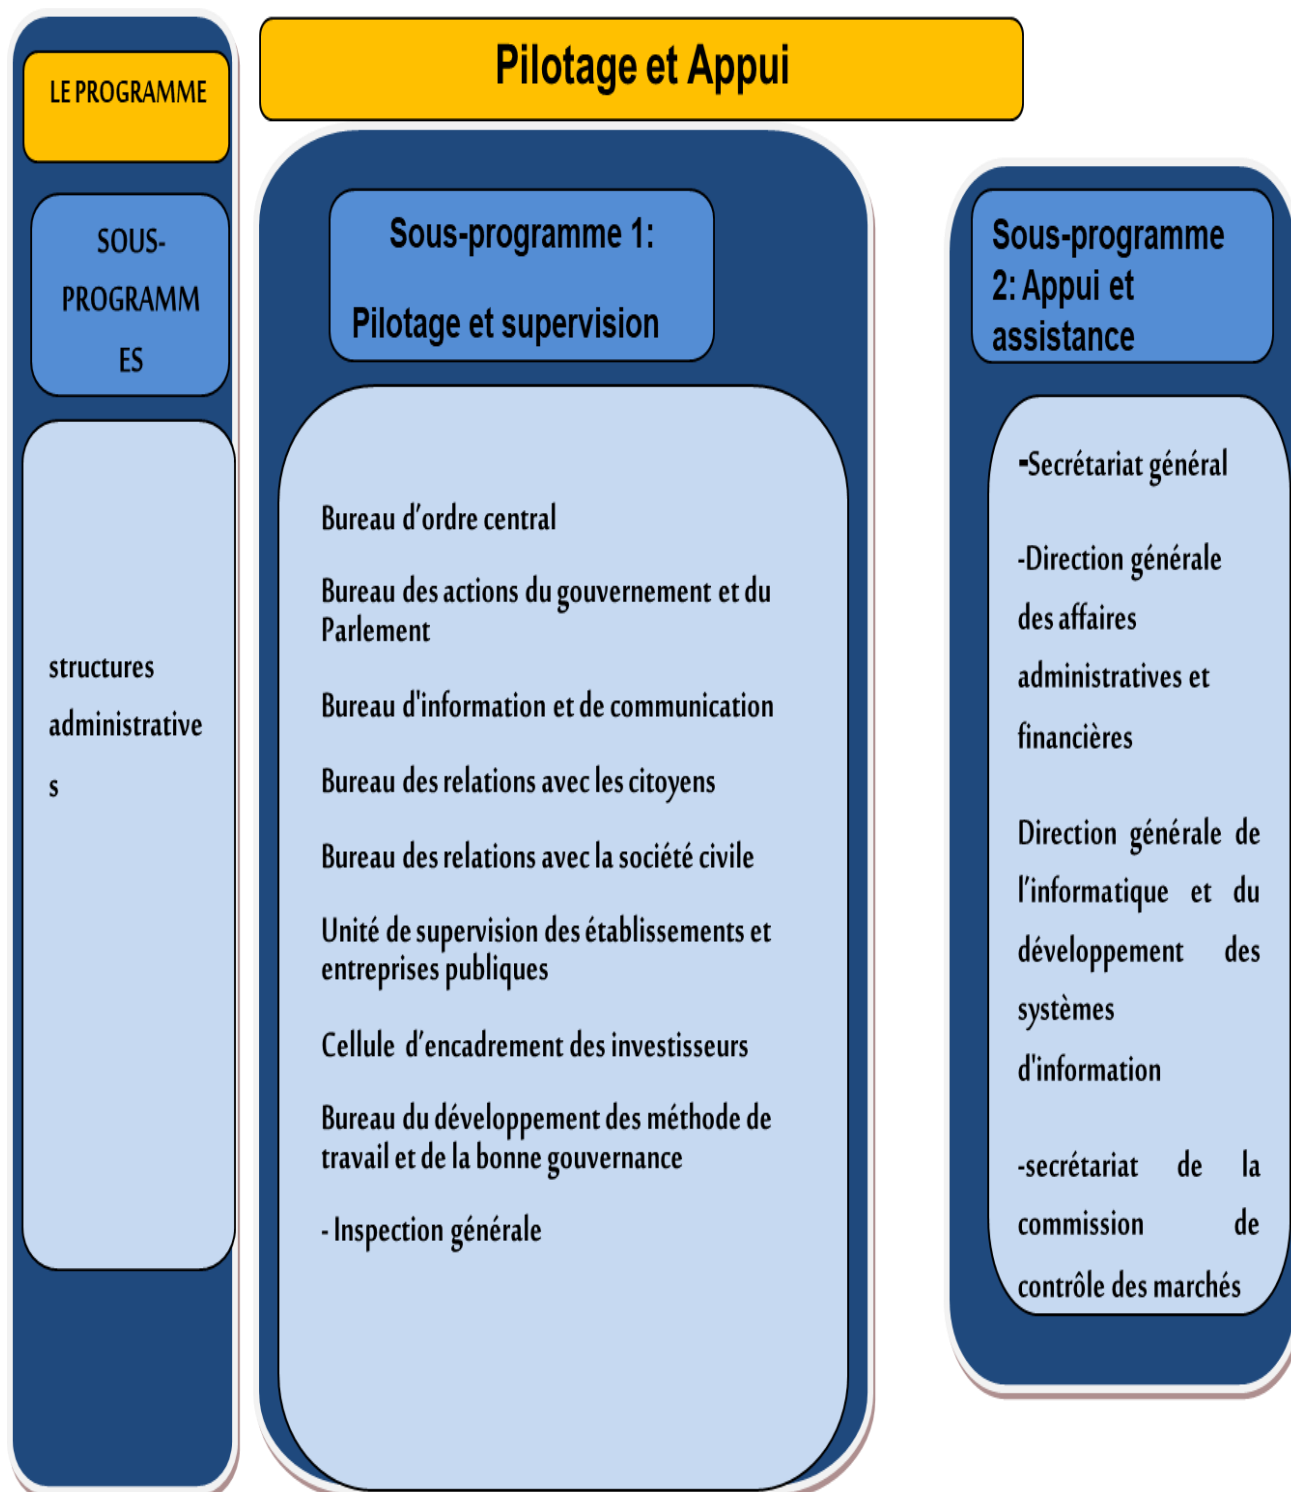 LE PROGRAMME
Pilotage et Appui
SOUS-
PROGRAMM
ES
Sous-programme 1:
Pilotage et supervision
Sous-programme
2: Appui et
assistance
structures
administrative
s
Bureau d’ordre central
Bureau des actions du gouvernement et du
Parlement
Bureau d'information et de communication
Bureau des relations avec les citoyens
Bureau des relations avec la société civile
Unité de supervision des établissements et
entreprises publiques
Cellule d’encadrement des investisseurs
Bureau du développement des méthode de
travail et de la bonne gouvernance
- Inspection générale
-Secrétariat général
-Direction générale
des affaires
administratives et
financières
Direction générale de
l’informatique et du
développement des
systèmes
d'information
-secrétariat de la
commission de
contrôle des marchés